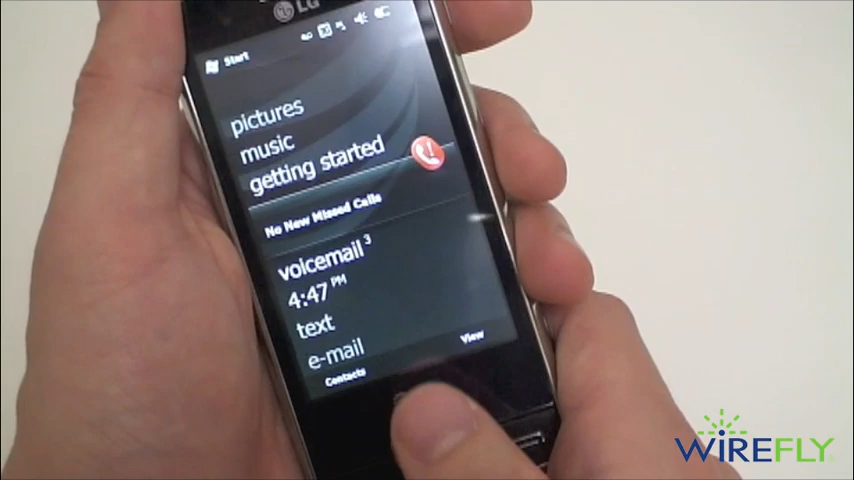 LG
Start
pictures
music
getting started
No New Missed Calls
voicemail 3
4:47 PM
text
e-mail
Contacts
View
WIREFLY